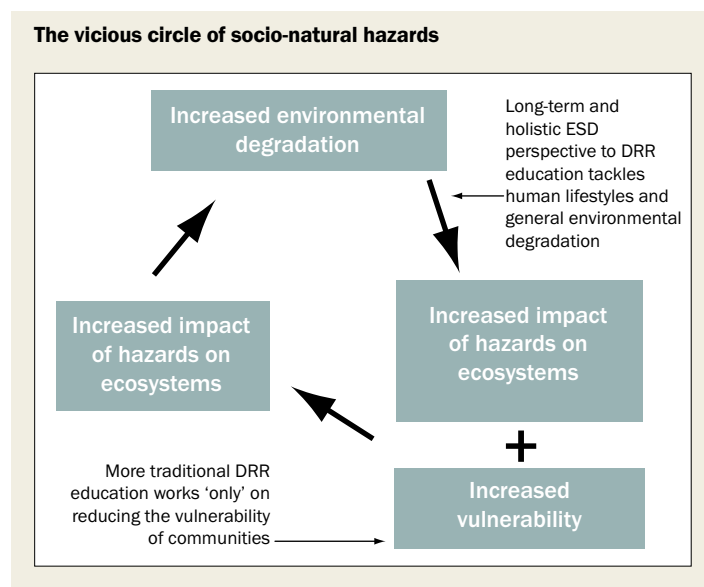 The vicious circle of socio-natural hazards
Increased environmental
degradation
Long-term and
holistic ESD
perspective to DRR
education tackles
human lifestyles and
general environmental
degradation
Increased impact
of hazards on
ecosystems
Increased impact
of hazards on
ecosystems
+
Increased
vulnerability
More traditional DRR
education works ‘only’ on
reducing the vulnerability
of communities